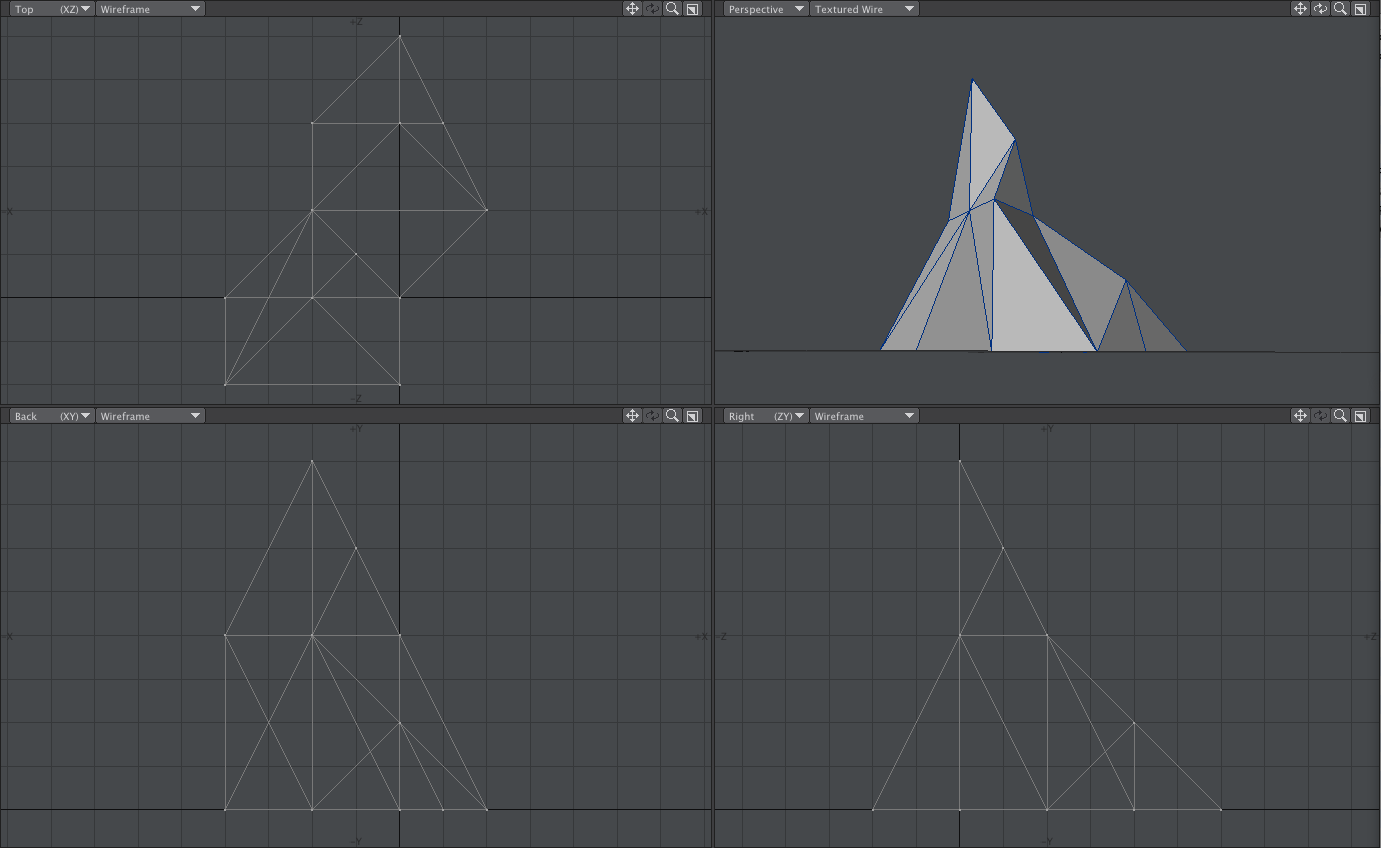 Top (XZ) Wireframe
Perspective Textured Wire
+Z
-X +X
-Z
Back (XY) Wireframe
Right (ZY) Wireframe
+Y
+Y
-X +X
-Z +Z
-Y
-Y